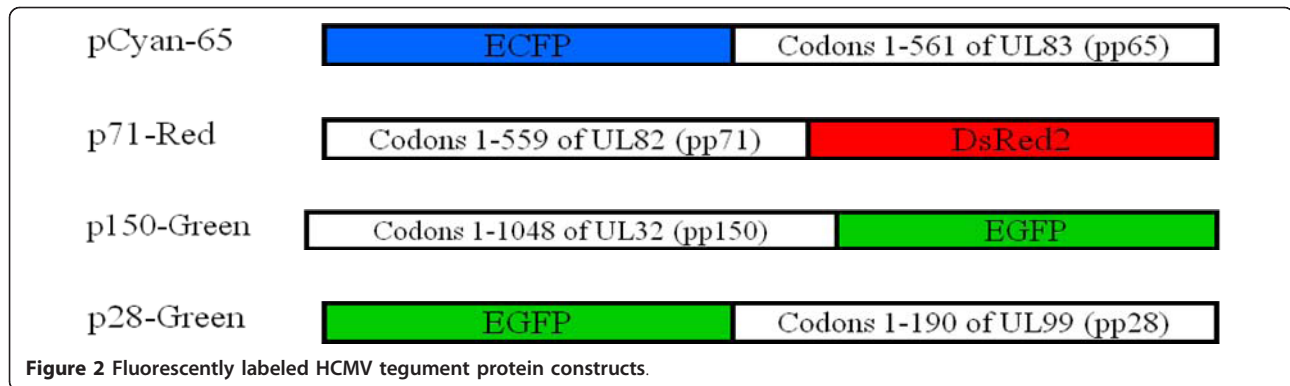 pCyan-65 ECFP Codons 1-561 of UL83 (pp65)
p71-Red Codons 1-559 of UL82 (pp71) DsRed2
p150-Green Codons 1-1048 of UL32 (pp150) EGFP
p28-Green EGFP Codons 1-190 of UL99 (pp28)
Figure 2 Fluorescently labeled HCMV tegument protein constructs.